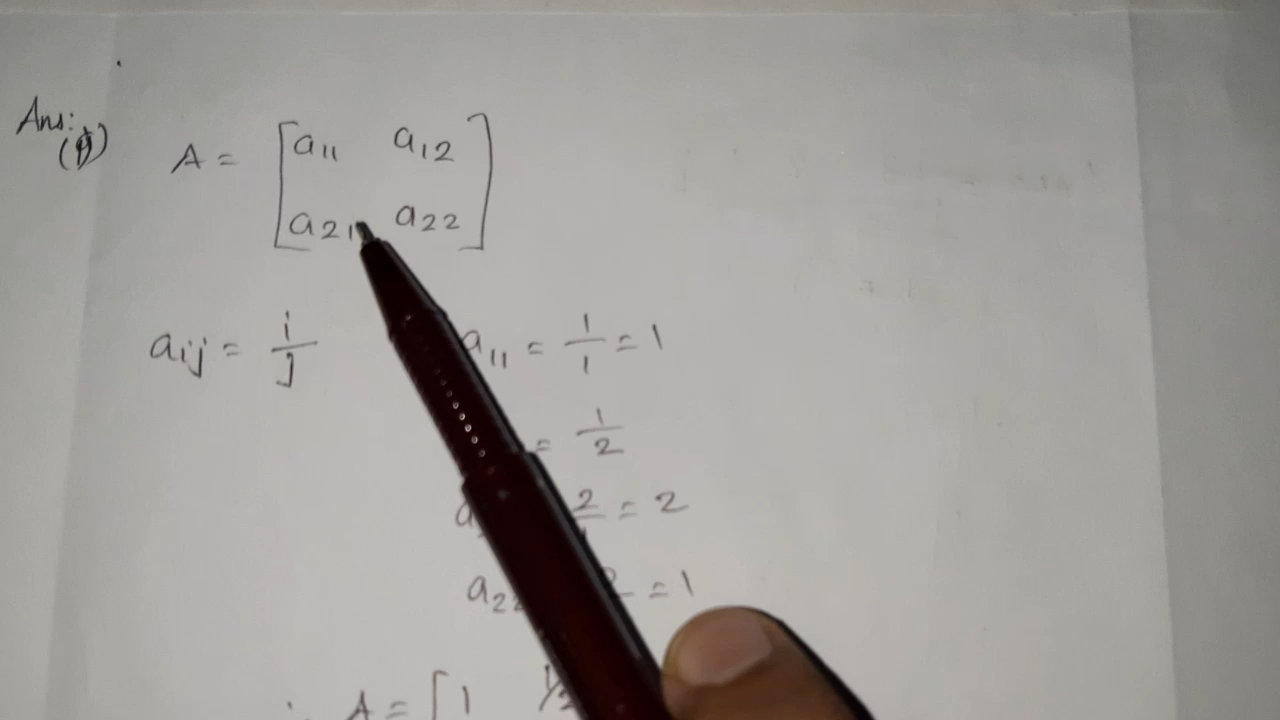 Ans:
A = [a11 a12
a21 a22]
aij = i/j a11 = 1/1 = 1
= 1/2
2/1 = 2
a22 = 1
∴ A = [1 1/2